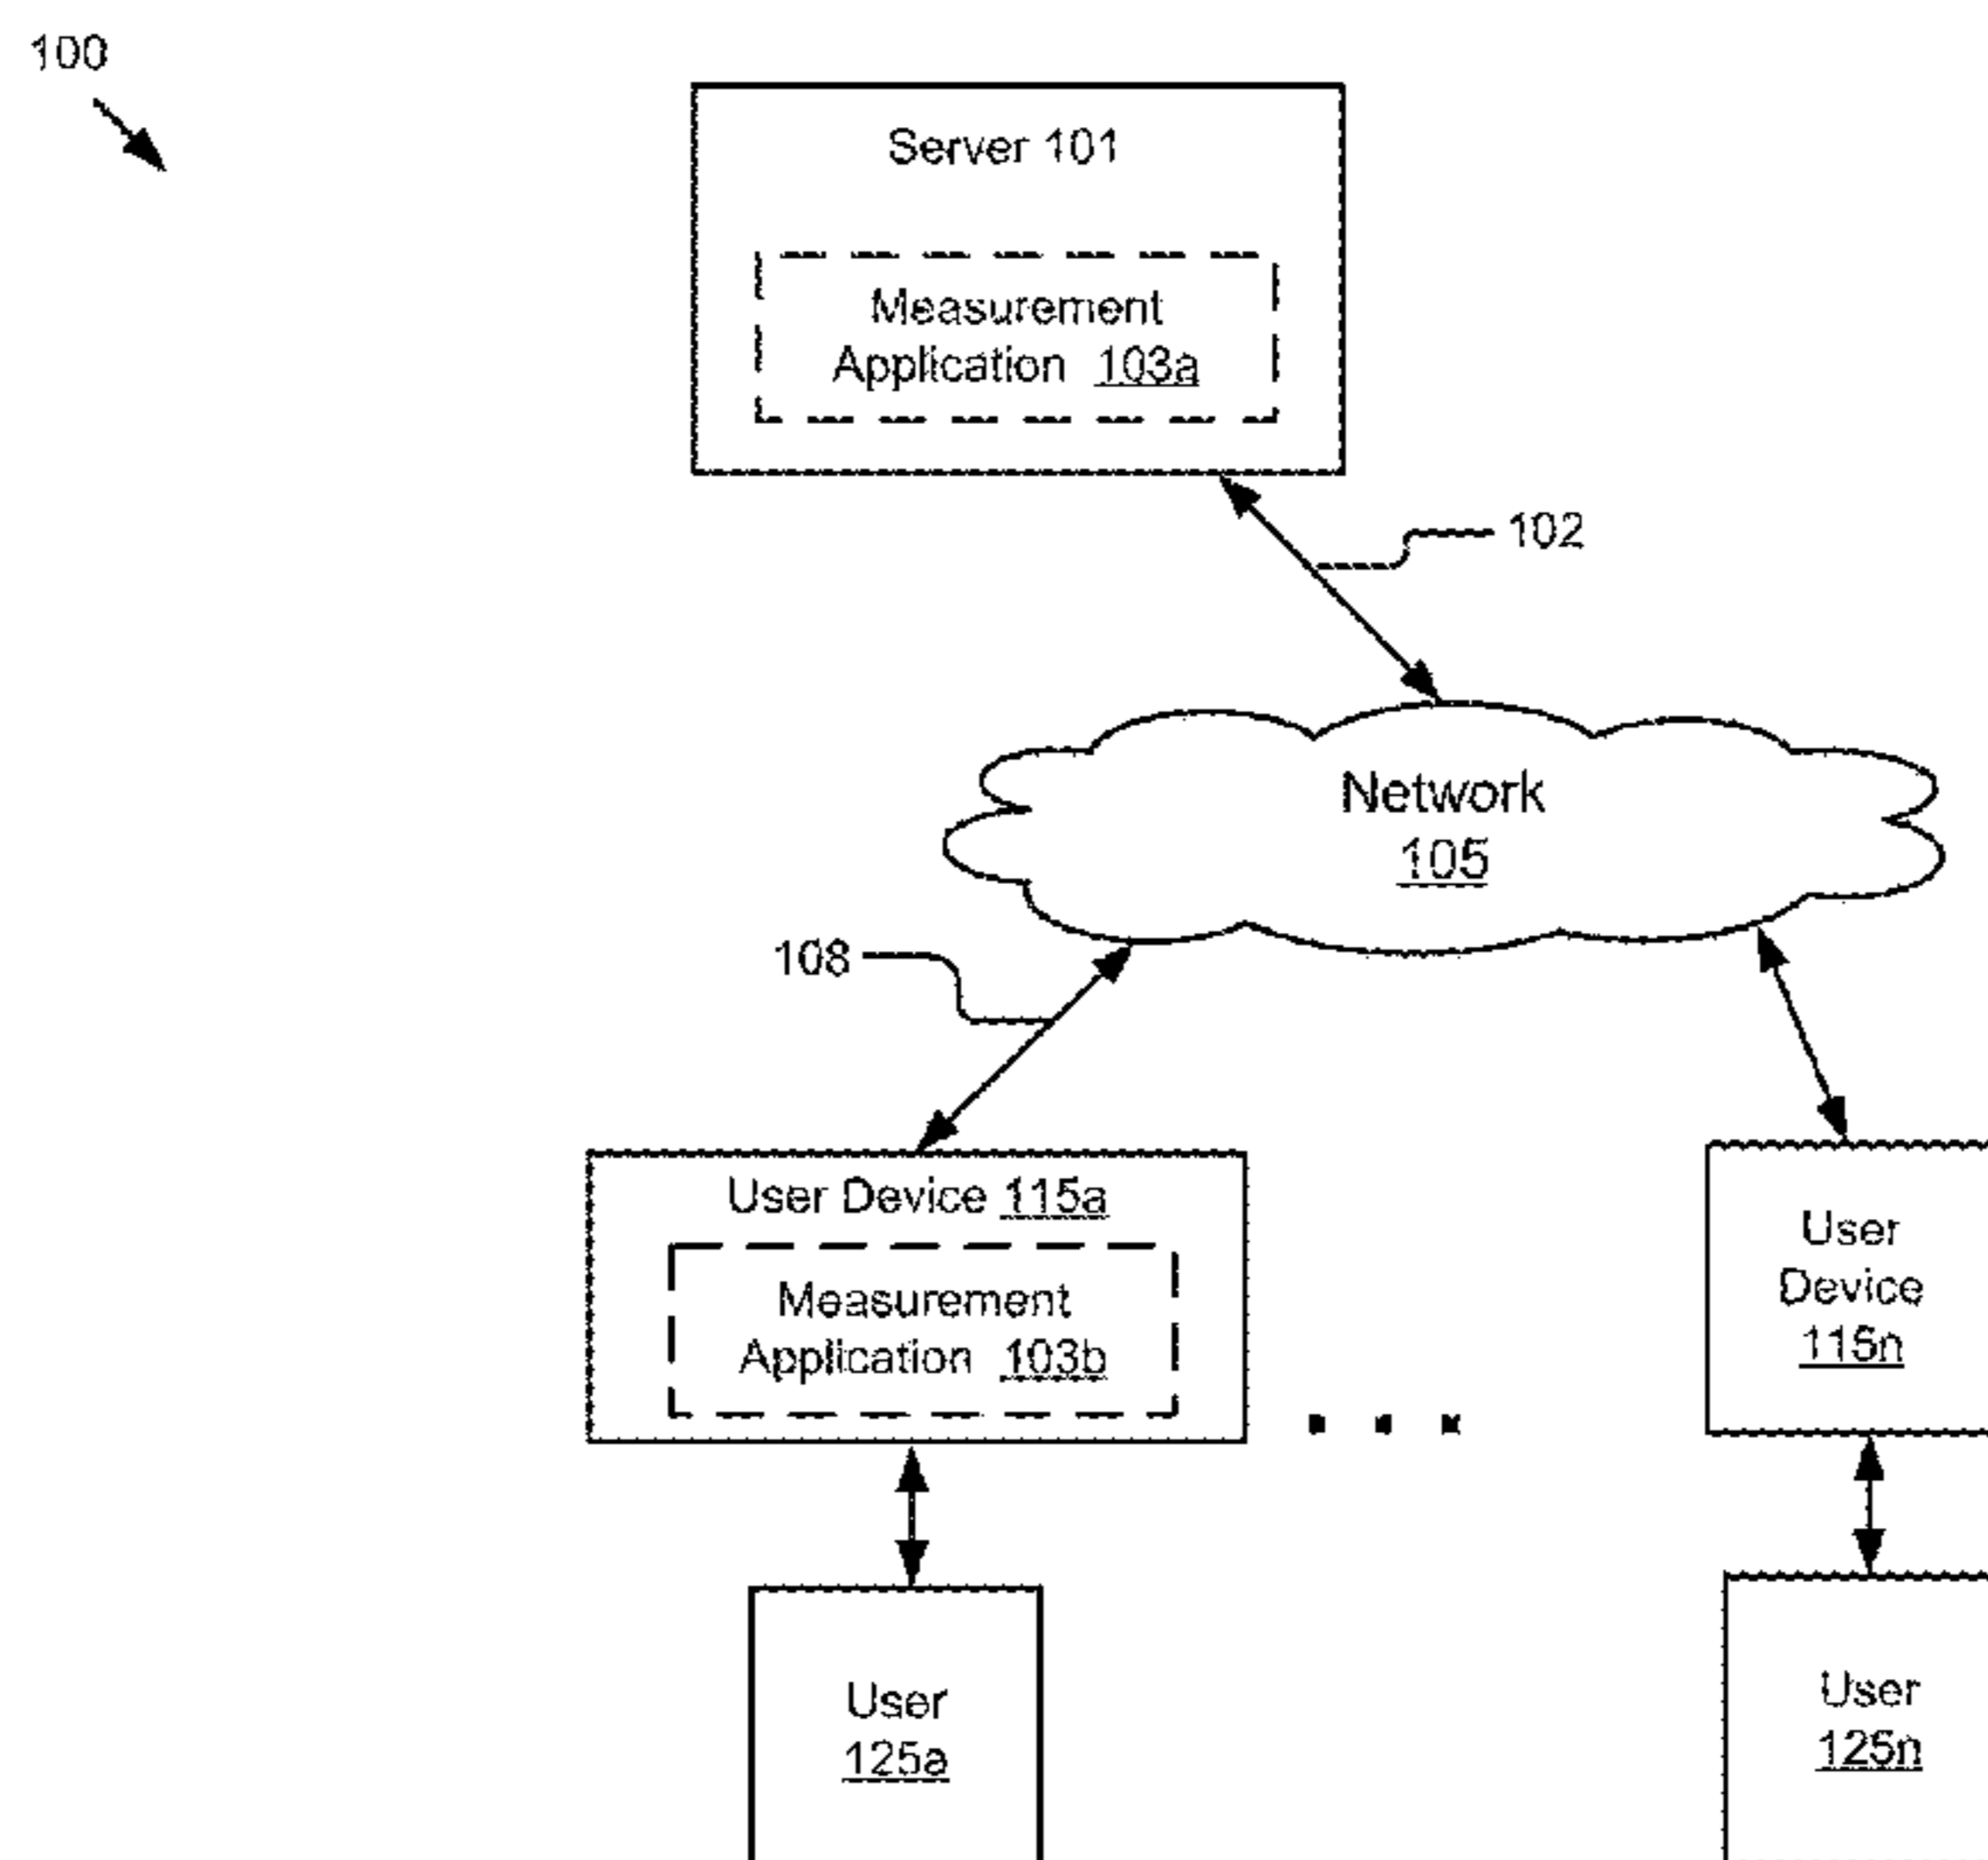 100
Server 101
Measurement
Application 103a
102
Network
105
108
User Device 115a
Measurement
Application 103b
User
Device
115n
. . .
User
125a
User
125n